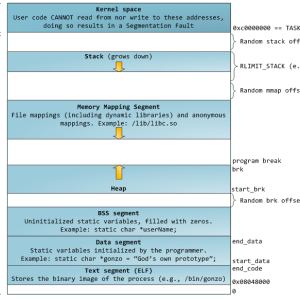 Kernel space
User code CANNOT read from nor write to these addresses,
doing so results in a Segmentation Fault
0xc0000000 == TASK
Random stack off
Stack (grows down)
RLIMIT_STACK (e.
Random mmap offs
Memory Mapping Segment
File mappings (including dynamic libraries) and anonymous
mappings. Example: /lib/libc.so
program break
brk
Heap
start_brk
Random brk offse
BSS segment
Uninitialized static variables, filled with zeros.
Example: static char *userName;
end_data
Data segment
Static variables initialized by the programmer.
Example: static char *gonzo = "God's own prototype";
start_data
end_code
Text segment (ELF)
Stores the binary image of the process (e.g., /bin/gonzo)
0x08048000
0